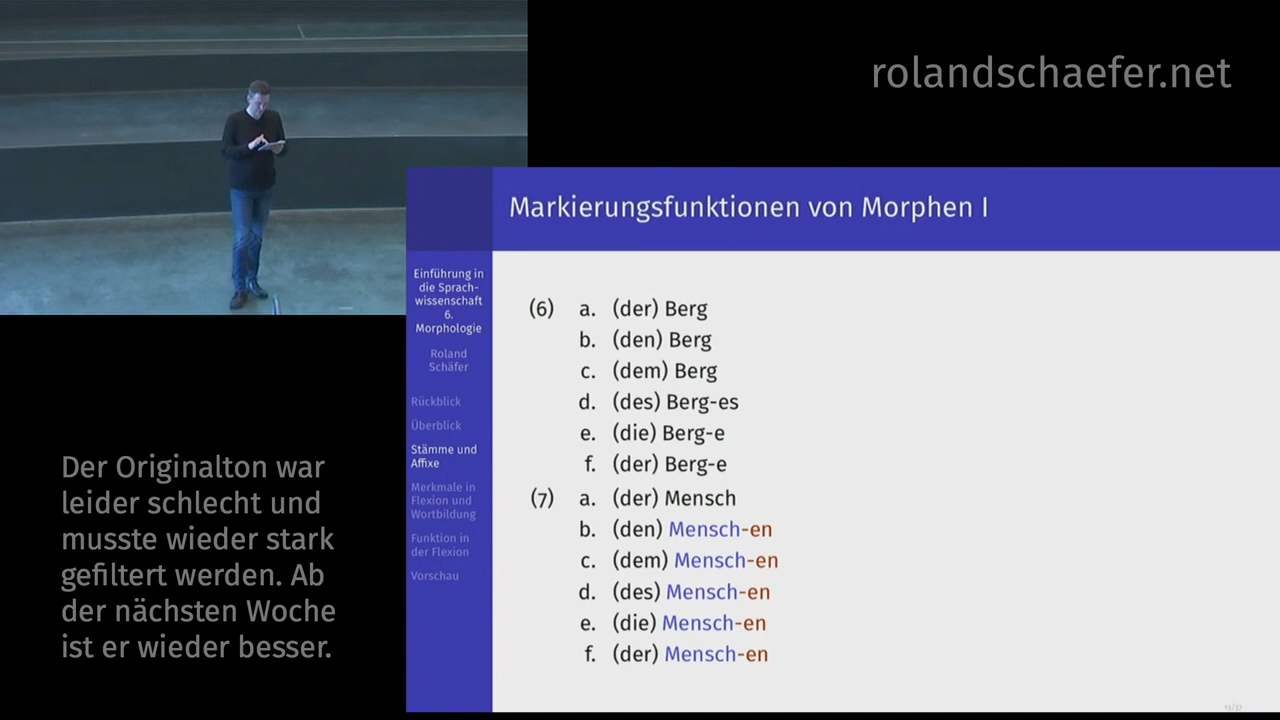 rolandschaefer.net
Markierungsfunktionen von Morphen I
Einführung in
die Sprach-
wissenschaft
6.
Morphologie
Roland
Schäfer
Rückblick
Überblick
Stämme und
Affixe
Merkmale in
Flexion und
Wortbildung
Funktion in
der Flexion
Vorschau
(6) a. (der) Berg
b. (den) Berg
c. (dem) Berg
d. (des) Berg-es
e. (die) Berg-e
f. (der) Berg-e
(7) a. (der) Mensch
b. (den) Mensch-en
c. (dem) Mensch-en
d. (des) Mensch-en
e. (die) Mensch-en
f. (der) Mensch-en
13/37
Der Originalton war
leider schlecht und
musste wieder stark
gefiltert werden. Ab
der nächsten Woche
ist er wieder besser.